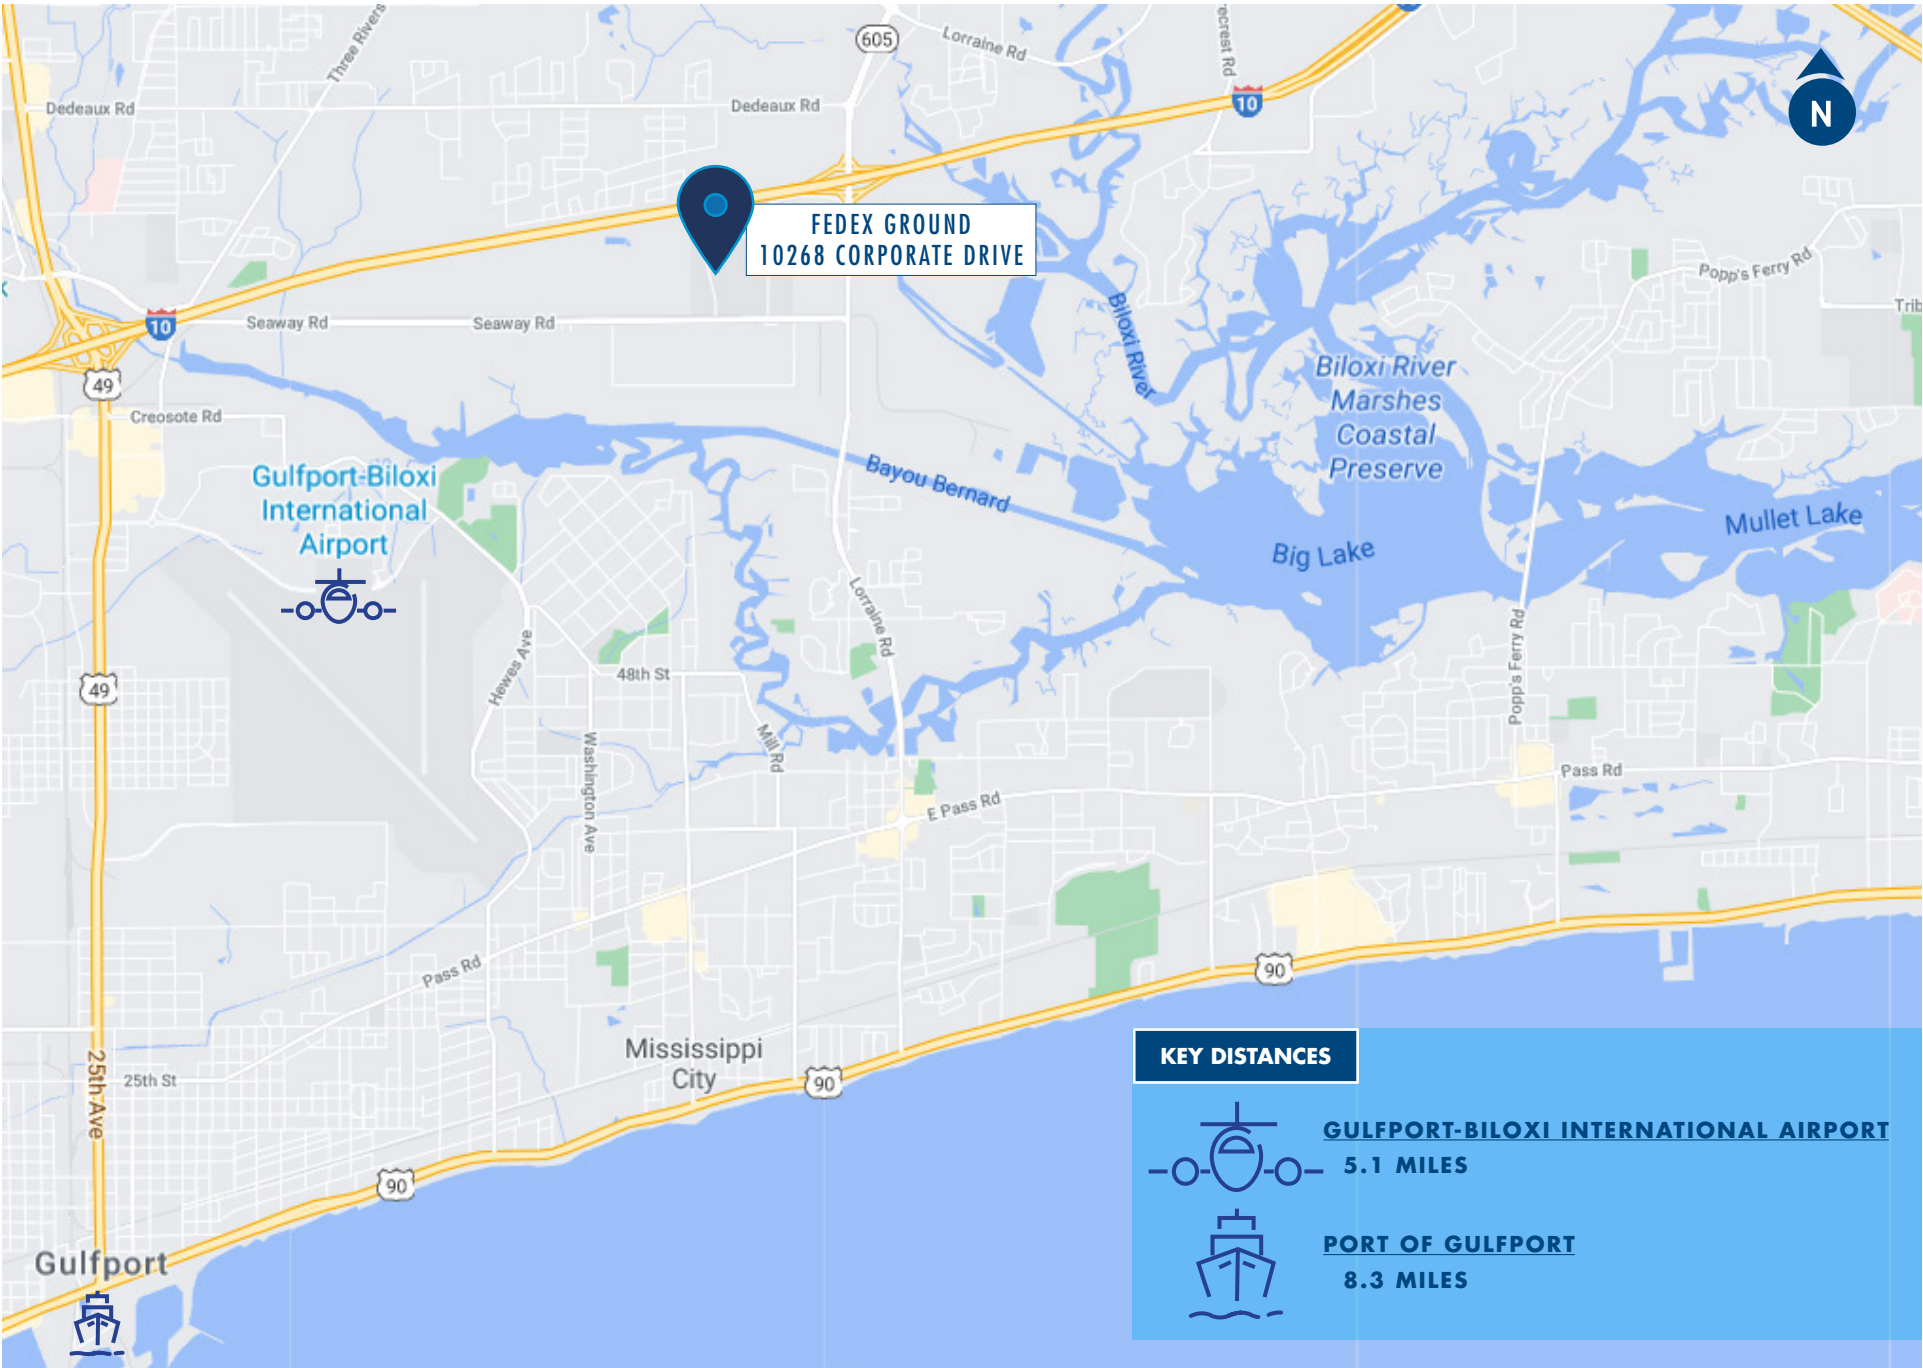 Three Rivers
605
Lorraine Rd
ecrest Rd
Dedeaux Rd
Dedeaux Rd
10
N
FEDEX GROUND
10268 CORPORATE DRIVE
Popp's Ferry Rd
Trib
10
Seaway Rd
Seaway Rd
Biloxi River
Biloxi River
Marshes
Coastal
Preserve
49
Creosote Rd
Gulfport-Biloxi
International
Airport
Bayou Bernard
Mullet Lake
Big Lake
Lorraine Rd
Hewes Ave
48th St
Popp's Ferry Rd
49
Mill Rd
Washington Ave
Pass Rd
E Pass Rd
Pass Rd
90
Mississippi
City
90
25th Ave
25th St
90
Gulfport
KEY DISTANCES
GULFPORT-BILOXI INTERNATIONAL AIRPORT
5.1 MILES
PORT OF GULFPORT
8.3 MILES